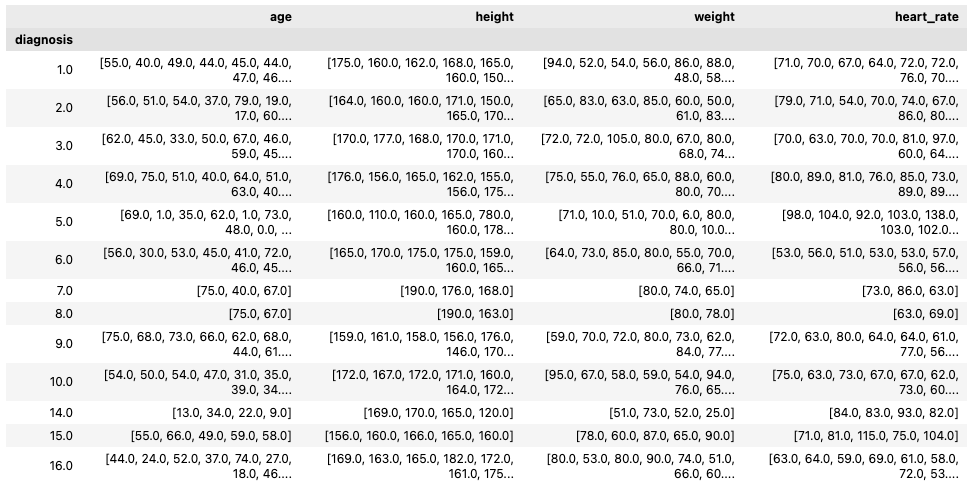 age height weight heart_rate
diagnosis
1.0 [55.0, 40.0, 49.0, 44.0, 45.0, 44.0, 47.0, 46.... [175.0, 160.0, 162.0, 168.0, 165.0, 160.0, 150... [94.0, 52.0, 54.0, 56.0, 86.0, 88.0, 48.0, 58.... [71.0, 70.0, 67.0, 64.0, 72.0, 72.0, 76.0, 70....
2.0 [56.0, 51.0, 54.0, 37.0, 79.0, 19.0, 17.0, 60.... [164.0, 160.0, 160.0, 171.0, 150.0, 165.0, 170... [65.0, 83.0, 63.0, 85.0, 60.0, 50.0, 61.0, 83.... [79.0, 71.0, 54.0, 70.0, 74.0, 67.0, 86.0, 80....
3.0 [62.0, 45.0, 33.0, 50.0, 67.0, 46.0, 59.0, 45.... [170.0, 177.0, 168.0, 170.0, 171.0, 170.0, 160... [72.0, 72.0, 105.0, 80.0, 67.0, 80.0, 68.0, 74... [70.0, 63.0, 70.0, 70.0, 81.0, 97.0, 60.0, 64....
4.0 [69.0, 75.0, 51.0, 40.0, 64.0, 51.0, 63.0, 40.... [176.0, 156.0, 165.0, 162.0, 155.0, 156.0, 175... [75.0, 55.0, 76.0, 65.0, 88.0, 60.0, 80.0, 70.... [80.0, 89.0, 81.0, 76.0, 85.0, 73.0, 89.0, 89....
5.0 [69.0, 1.0, 35.0, 62.0, 1.0, 73.0, 48.0, 0.0, ... [160.0, 110.0, 160.0, 165.0, 780.0, 160.0, 178... [71.0, 10.0, 51.0, 70.0, 6.0, 80.0, 80.0, 10.0... [98.0, 104.0, 92.0, 103.0, 138.0, 103.0, 102.0...
6.0 [56.0, 30.0, 53.0, 45.0, 41.0, 72.0, 46.0, 45.... [165.0, 170.0, 175.0, 175.0, 159.0, 160.0, 165... [64.0, 73.0, 85.0, 80.0, 55.0, 70.0, 66.0, 71.... [53.0, 56.0, 51.0, 53.0, 53.0, 57.0, 56.0, 56....
7.0 [75.0, 40.0, 67.0] [190.0, 176.0, 168.0] [80.0, 74.0, 65.0] [73.0, 86.0, 63.0]
8.0 [75.0, 67.0] [190.0, 163.0] [80.0, 78.0] [63.0, 69.0]
9.0 [75.0, 68.0, 73.0, 66.0, 62.0, 68.0, 44.0, 61.... [159.0, 161.0, 158.0, 156.0, 176.0, 146.0, 170... [59.0, 70.0, 72.0, 80.0, 73.0, 62.0, 84.0, 77.... [72.0, 63.0, 80.0, 64.0, 64.0, 61.0, 77.0, 56....
10.0 [54.0, 50.0, 54.0, 47.0, 31.0, 35.0, 39.0, 34.... [172.0, 167.0, 172.0, 171.0, 160.0, 164.0, 172... [95.0, 67.0, 58.0, 59.0, 54.0, 94.0, 76.0, 65.... [75.0, 63.0, 73.0, 67.0, 67.0, 62.0, 73.0, 60....
14.0 [13.0, 34.0, 22.0, 9.0] [169.0, 170.0, 165.0, 120.0] [51.0, 73.0, 52.0, 25.0] [84.0, 83.0, 93.0, 82.0]
15.0 [55.0, 66.0, 49.0, 59.0, 58.0] [156.0, 160.0, 166.0, 165.0, 160.0] [78.0, 60.0, 87.0, 65.0, 90.0] [71.0, 81.0, 115.0, 75.0, 104.0]
16.0 [44.0, 24.0, 52.0, 37.0, 74.0, 27.0, 18.0, 46.... [169.0, 163.0, 165.0, 182.0, 172.0, 161.0, 175... [80.0, 53.0, 80.0, 90.0, 74.0, 51.0, 66.0, 60.... [63.0, 64.0, 59.0, 69.0, 61.0, 58.0, 72.0, 53....